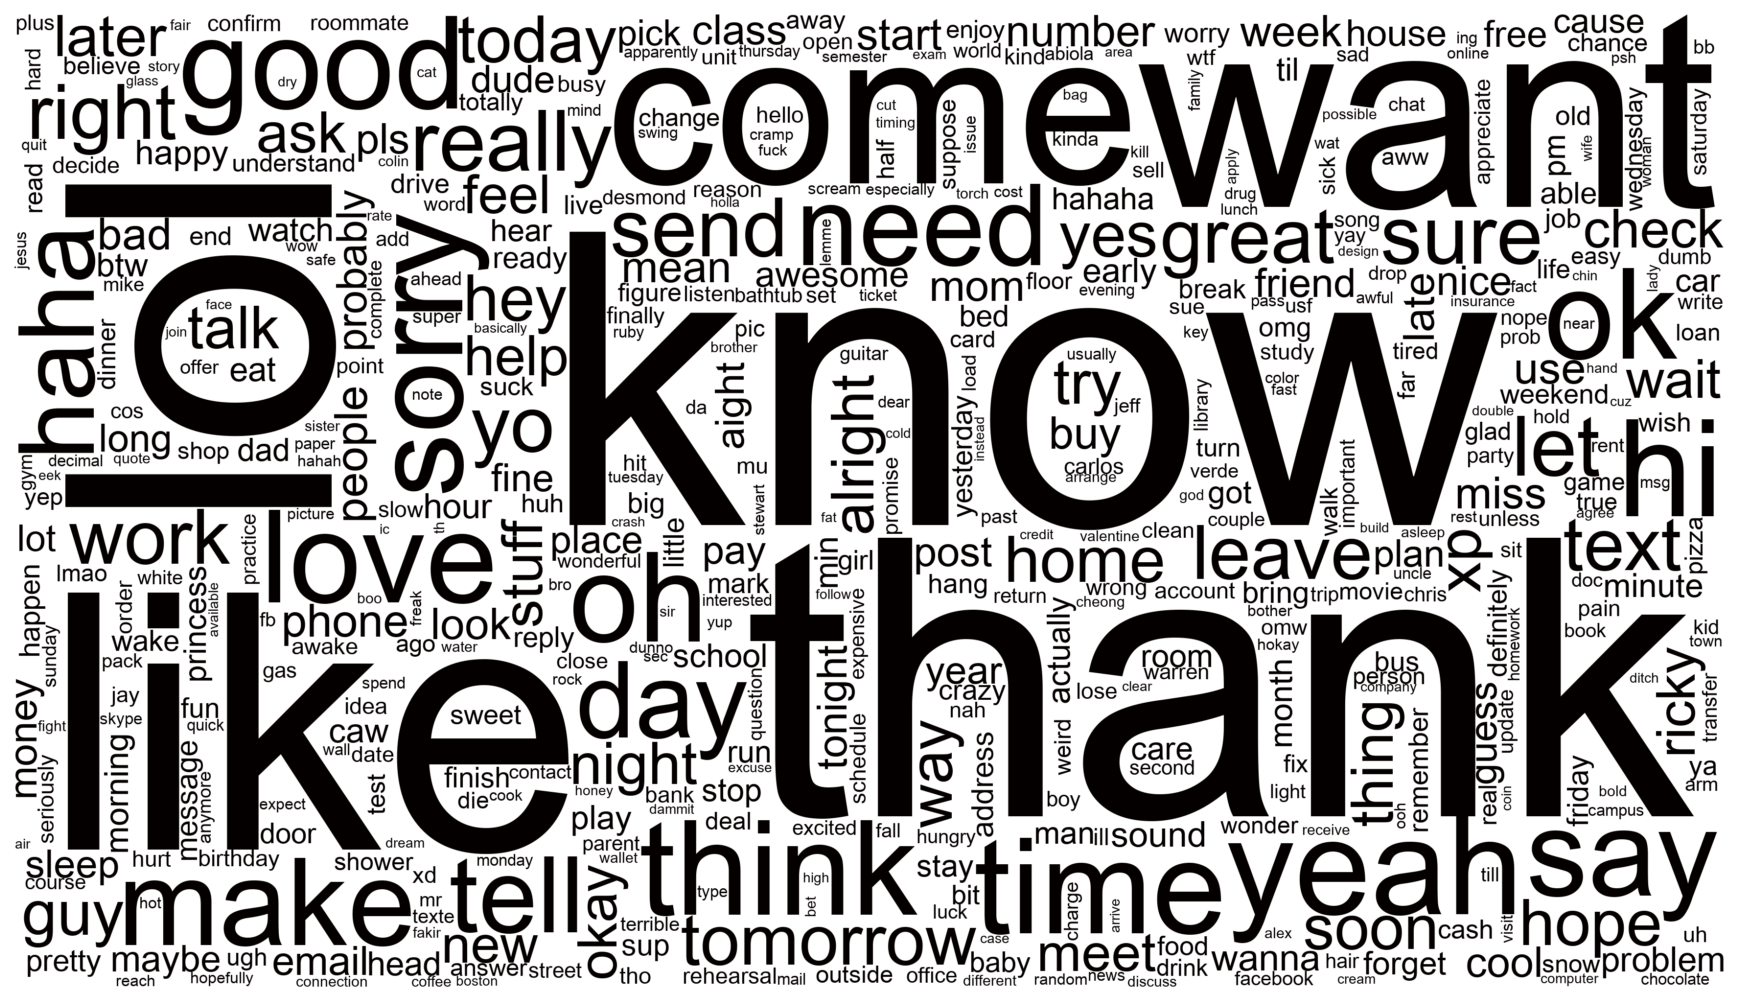 plus later fair confirm roommate good today pick class away open start enjoy number worry week house ing free cause chance bb
hard believe story glass dry cat dude busy totally mind apparently unit thursday semester exam world kind abiola area wtf til sad online psh
right ask pls really come want t
quit read decide happy understand colin change swing hello cramp fuck cut timing half suppose issue bag kinda kill sell family possible chat aww wat sick appreciate old pm wife able wednesday woman saturday
drive word feel live desmond reason holla scream especially torch cost hahaha drug lunch apply job check
jesus haha bad btw mike end watch wow safe probably rate add complete sorry hear ready send lemme need yes great song yay design sure easy dumb
lol face talk join offer eat ahead super hey basically mean figure listen bathtub awesome set ticket mom floor early evening break friend drop awful late nice life chin fact lady car write insurance
finally ruby pic brother know guitar bed card sue pass usf key omg study tired far nope prob near ok loan
dinner point help suck da aight alright dear cold load yesterday instead usually try jeff buy carlos arrange library color fast use hand weekend cuz wait
cos long shop dad sister paper hahah people note yo fine hit tuesday mu turn verde double hold glad party let rent wish hi
gym decimal eek quote yep slow hour huh big crash stewart fat promise past god got couple walk important build miss rest unless game true agree msg
lot work picture practice ic th love stuff place wonderful little pay min girl post credit valentine clean home leave plan asleep xp sit text pizza
lmao white order princess available boo freak bro oh sir mark interested yup follow hang return wrong cheong account bring trip movie uncle chris doc minute
happen sunday like wake pack fb phone look awake ago water reply dunno sec school expensive thank actually bother omw hokay definitely homework pain book kid town
money fight jay skype fun quick gas spend idea caw wall date sweet close rock day question tonight year crazy nah lose clear room warren month bus person company guess real update ditch ricky transfer
seriously morning message anymore test finish contact die cook night honey run excuse schedule way address weird care second fix light thing remember ooh coin friday bold campus ya arm
air expect door dream bank dammit stop deal play excited fall hungry boy man ill sound wonder receive yeah say
sleep course hurt birthday shower monday parent wallet think type high bet stay bit luck time charge arrive till
guy make hot xd mr texte fakir tell okay terrible sup tomorrow case meet food alex soon cash visit hope uh
pretty maybe ugh email head new answer street tho rehearsal mail outside office baby different random news discuss drink wanna hair forget cool snow problem
reach hopefully connection coffee boston facebook cream computer chocolate